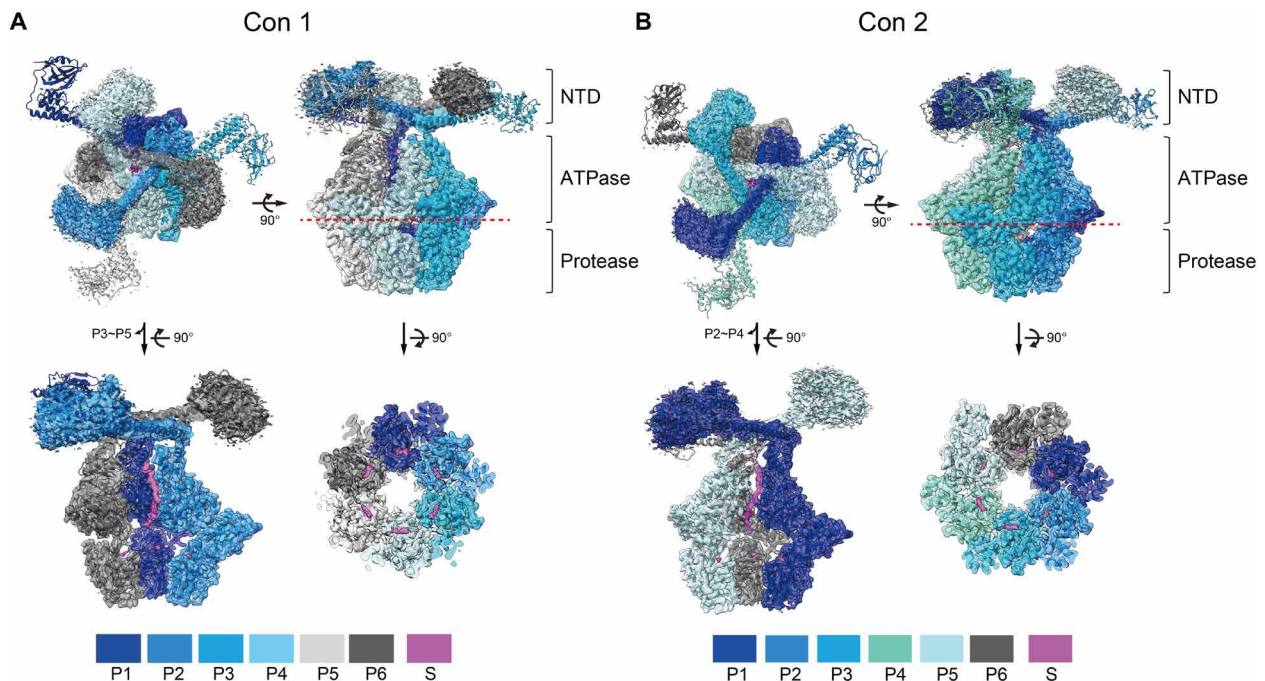 A
Con 1
NTD
ATPase
Protease
90°
P3~P5
90°
90°
P1 P2 P3 P4 P5 P6 S
B
Con 2
NTD
ATPase
Protease
90°
P2~P4
90°
90°
P1 P2 P3 P4 P5 P6 S